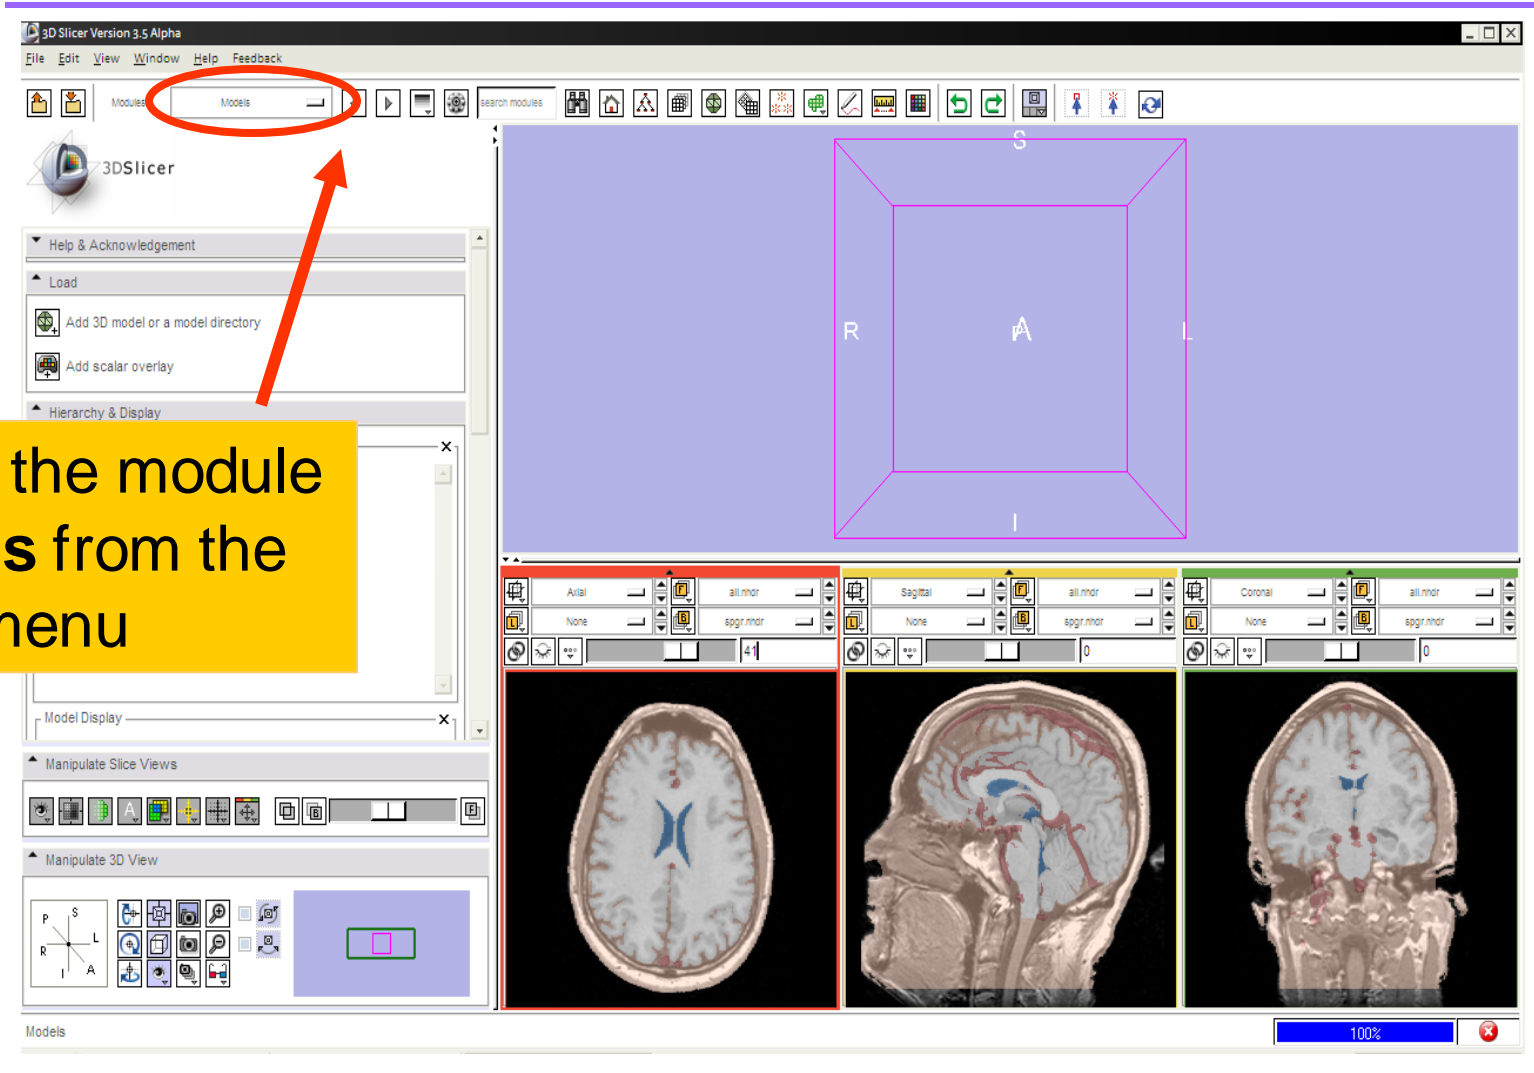 3D Slicer Version 3.5 Alpha
File Edit View Window Help Feedback
Modules Models search modules
3DSlicer
Help & Acknowledgement
Load
Add 3D model or a model directory
Add scalar overlay
Hierarchy & Display
the module
s from the
menu
Model Display
Manipulate Slice Views
A
B F
Manipulate 3D View
P S
R L
I A
S
R A P L
I
Axial F all.nhdr
L None B spgr.nhdr
41
Sagittal F all.nhdr
L None B spgr.nhdr
0
Coronal F all.nhdr
L None B spgr.nhdr
0
Models
100%